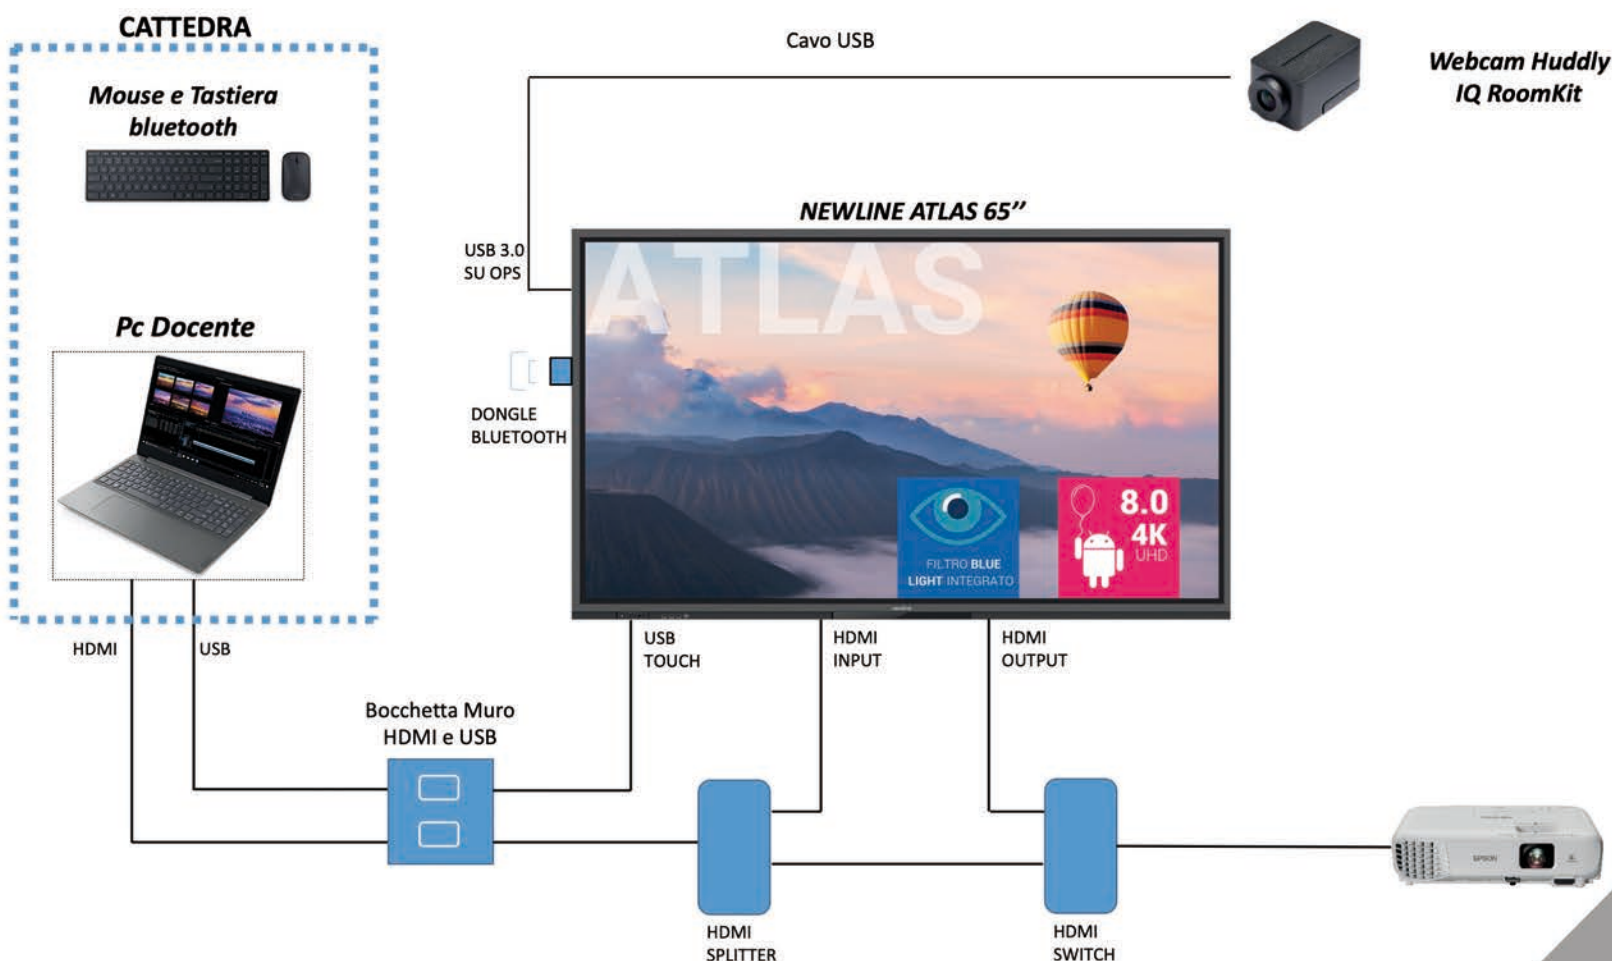 CATTEDRA
Mouse e Tastiera
bluetooth
Pc Docente
HDMI
USB
Cavo USB
Webcam Huddly
IQ RoomKit
NEWLINE ATLAS 65’’
USB 3.0
SU OPS
DONGLE
BLUETOOTH
ATLAS
FILTRO BLUE
LIGHT INTEGRATO
8.0
4K
UHD
USB
TOUCH
HDMI
INPUT
HDMI
OUTPUT
Bocchetta Muro
HDMI e USB
HDMI
SPLITTER
HDMI
SWITCH
EPSON